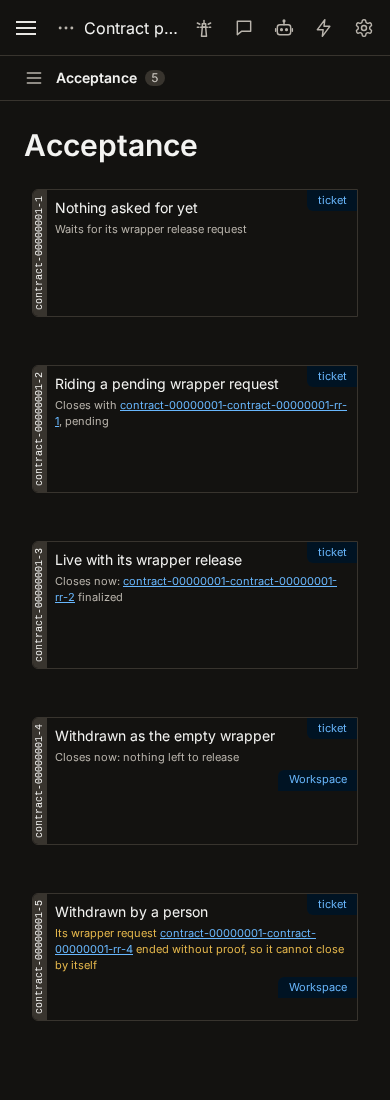 Contract p...
Acceptance 5
Acceptance
contract-00000001-1
ticket
Nothing asked for yet
Waits for its wrapper release request
contract-00000001-2
ticket
Riding a pending wrapper request
Closes with contract-00000001-contract-00000001-rr-
1, pending
contract-00000001-3
ticket
Live with its wrapper release
Closes now: contract-00000001-contract-00000001-
rr-2 finalized
contract-00000001-4
ticket
Withdrawn as the empty wrapper
Closes now: nothing left to release
Workspace
contract-00000001-5
ticket
Withdrawn by a person
Its wrapper request contract-00000001-contract-
00000001-rr-4 ended without proof, so it cannot close
by itself
Workspace